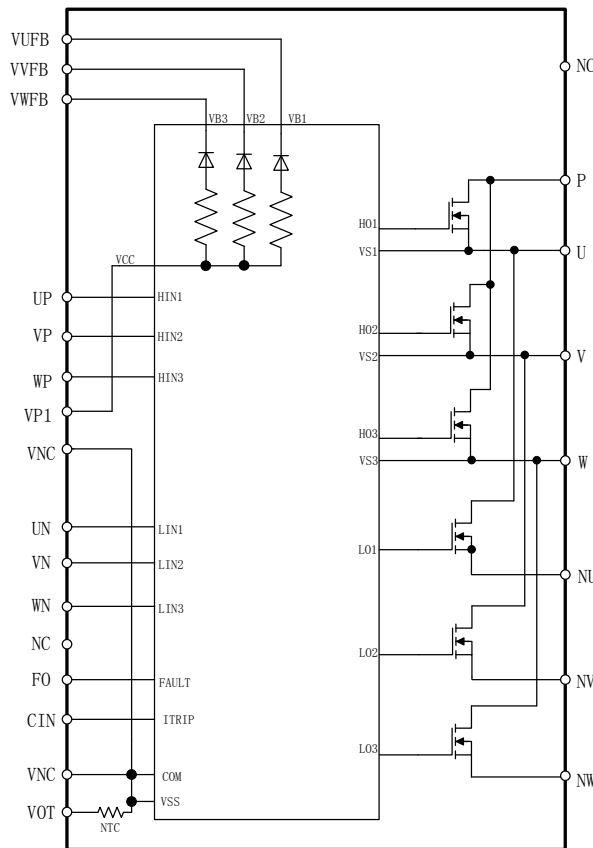 VUFB
VVFB
VWFB
VB3 VB2 VB1
NC
P
HO1
VS1
U
VCC
UP
HIN1
VP
HIN2
HO2
VS2
V
WP
HIN3
VP1
HO3
VNC
VS3
W
UN
LIN1
LO1
VN
LIN2
NU
WN
LIN3
NC
LO2
FO
FAULT
NV
CIN
ITRIP
LO3
VNC
COM
NW
VSS
VOT
NTC